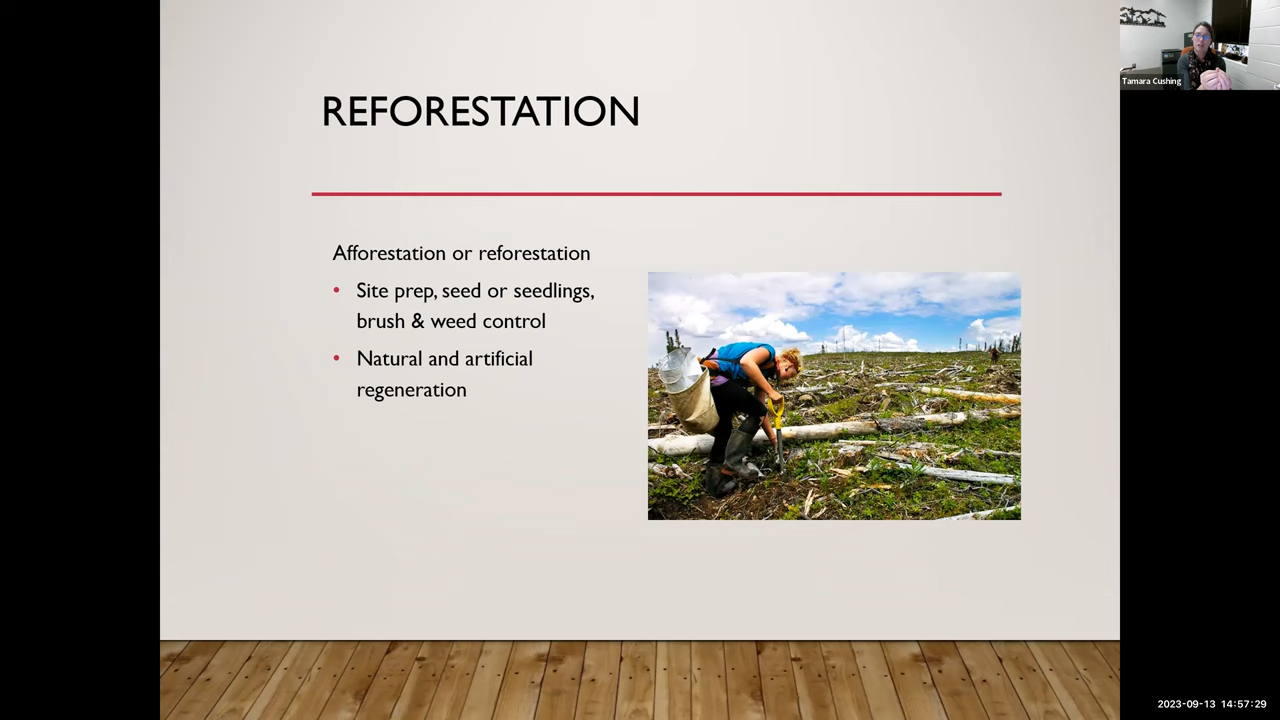 Tamara Cushing
REFORESTATION
Afforestation or reforestation
• Site prep, seed or seedlings,
brush & weed control
• Natural and artificial
regeneration
2023-09-13 14:57:29